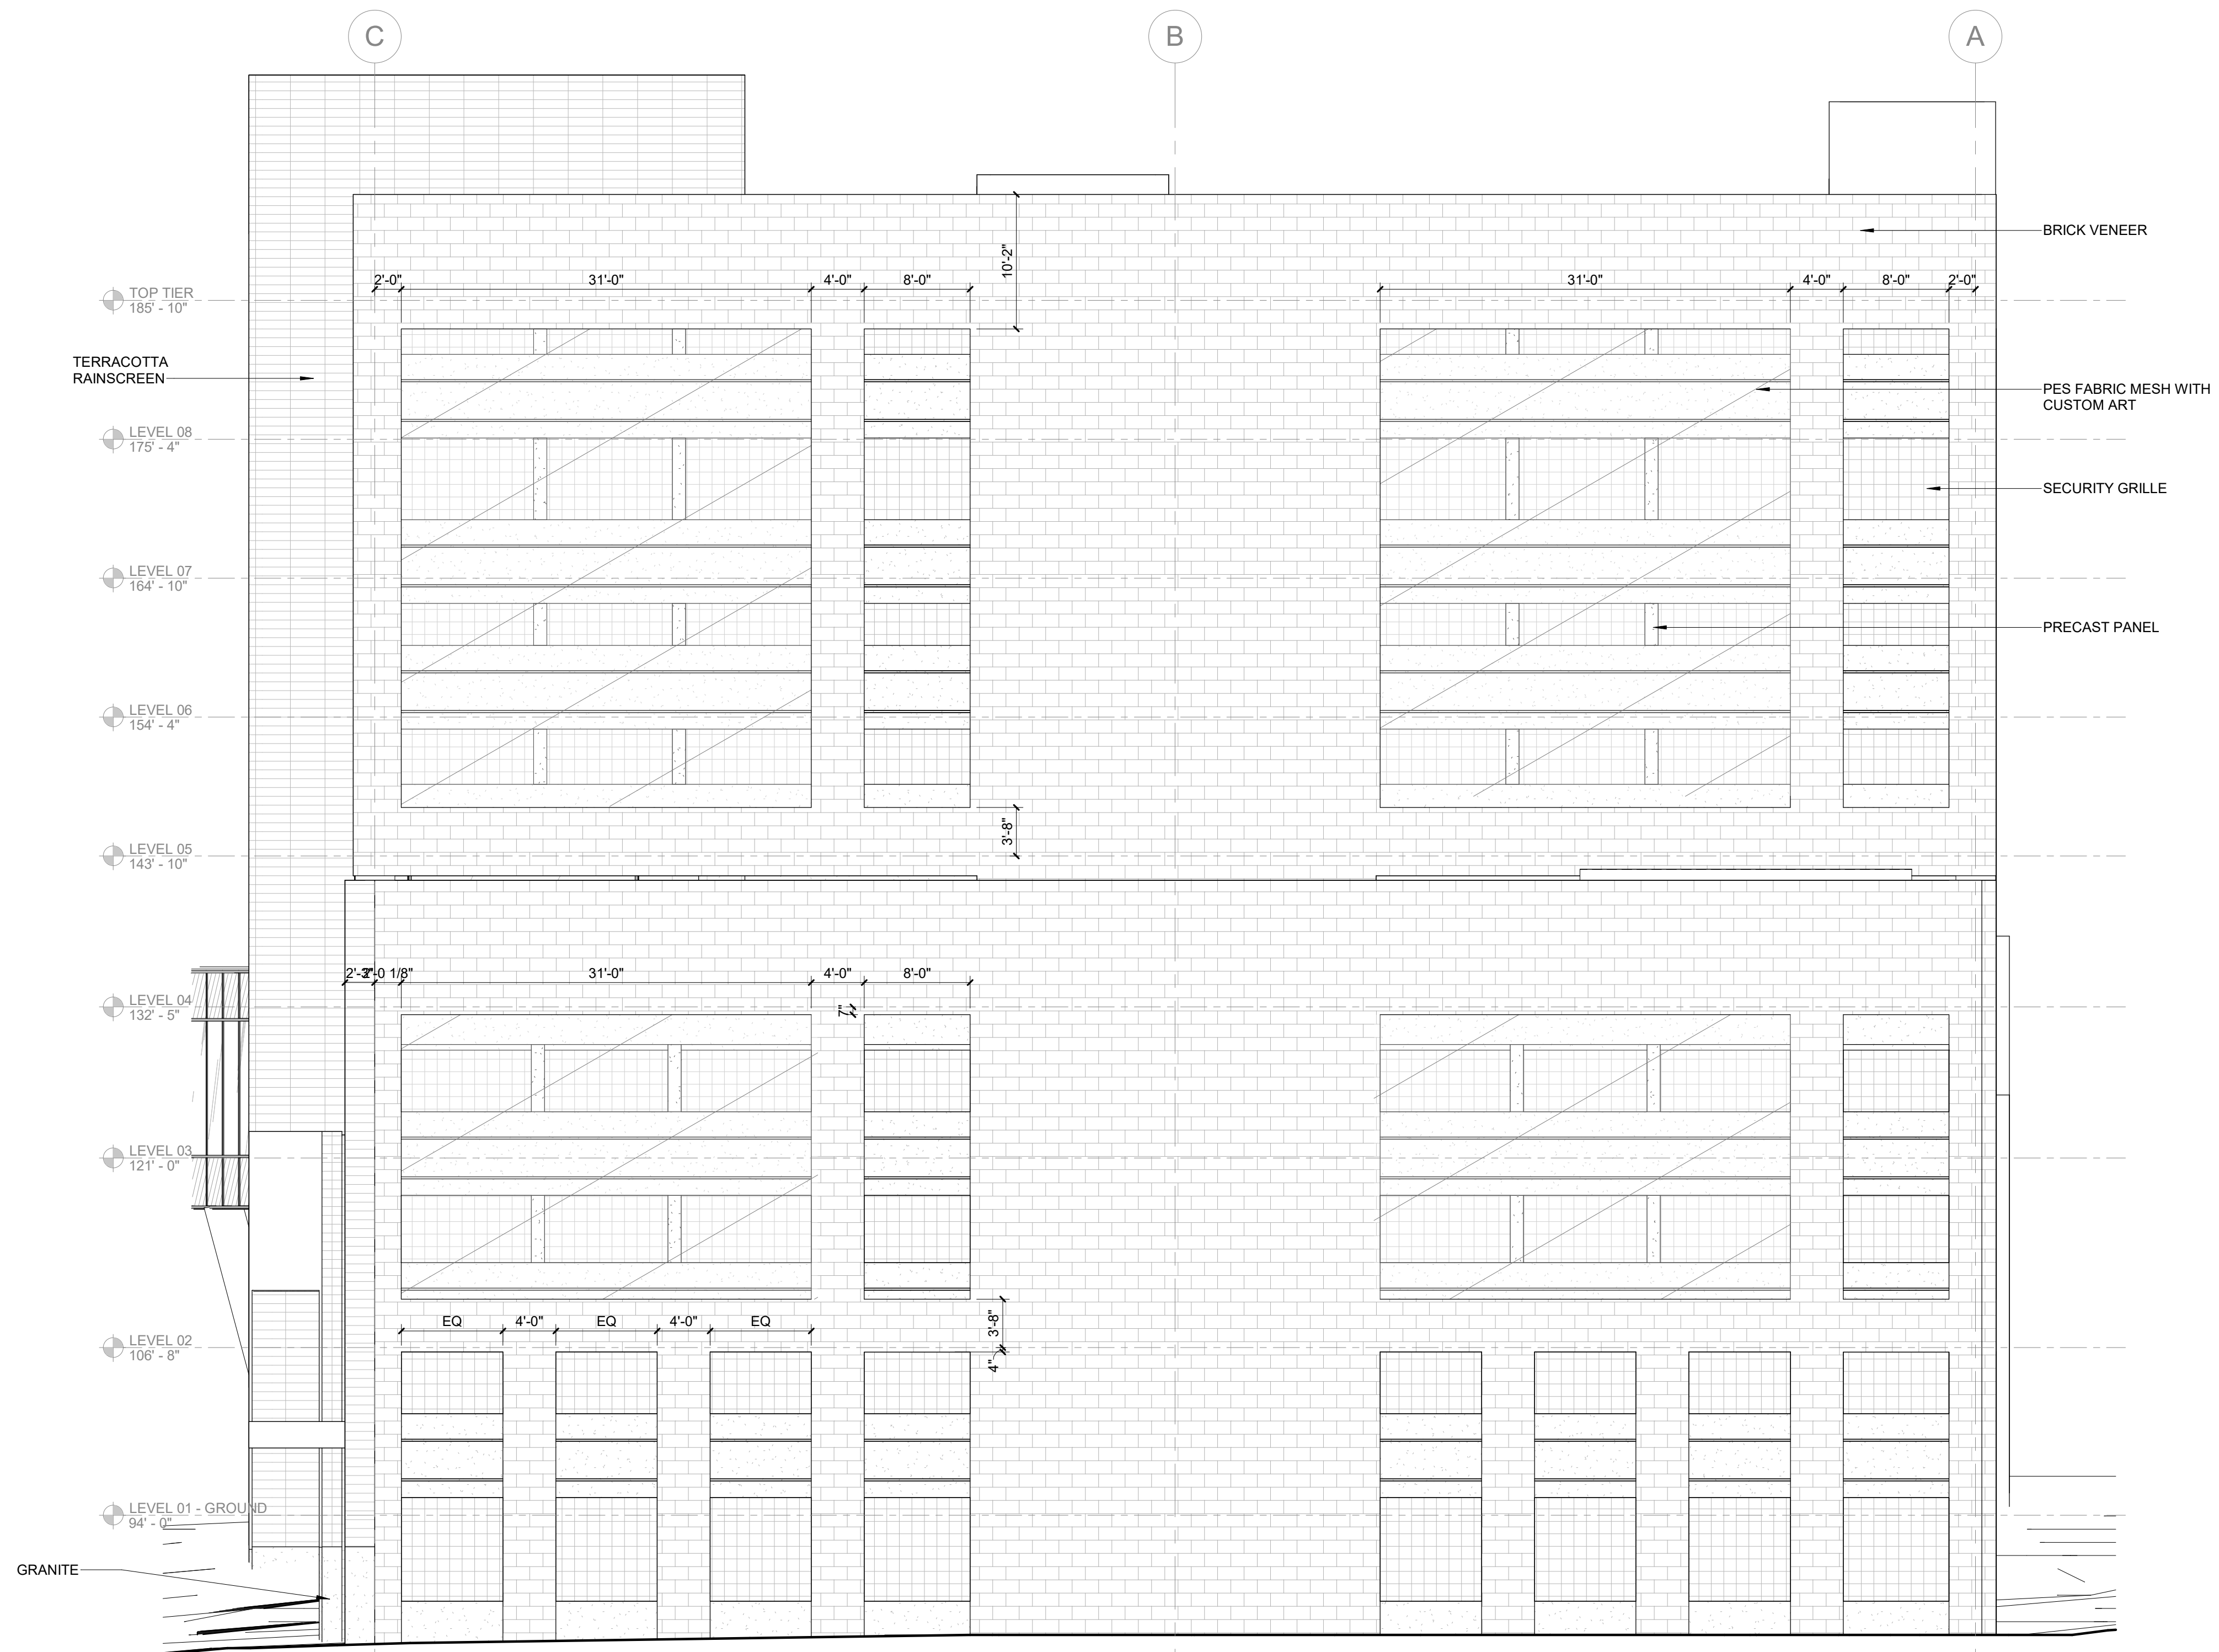 C
B
A
BRICK VENEER
10'-2"
2'-0"
31'-0"
4'-0"
8'-0"
31'-0"
4'-0"
8'-0"
2'-0"
TOP TIER
185' - 10"
TERRACOTTA
RAINSCREEN
PES FABRIC MESH WITH
CUSTOM ART
LEVEL 08
175' - 4"
SECURITY GRILLE
LEVEL 07
164' - 10"
PRECAST PANEL
LEVEL 06
154' - 4"
3'-8"
LEVEL 05
143' - 10"
2'-0 1/8"
31'-0"
4'-0"
8'-0"
LEVEL 04
132' - 5"
7"
LEVEL 03
121' - 0"
EQ
4'-0"
EQ
4'-0"
EQ
3'-8"
LEVEL 02
106' - 8"
4"
LEVEL 01 - GROUND
94' - 0"
GRANITE